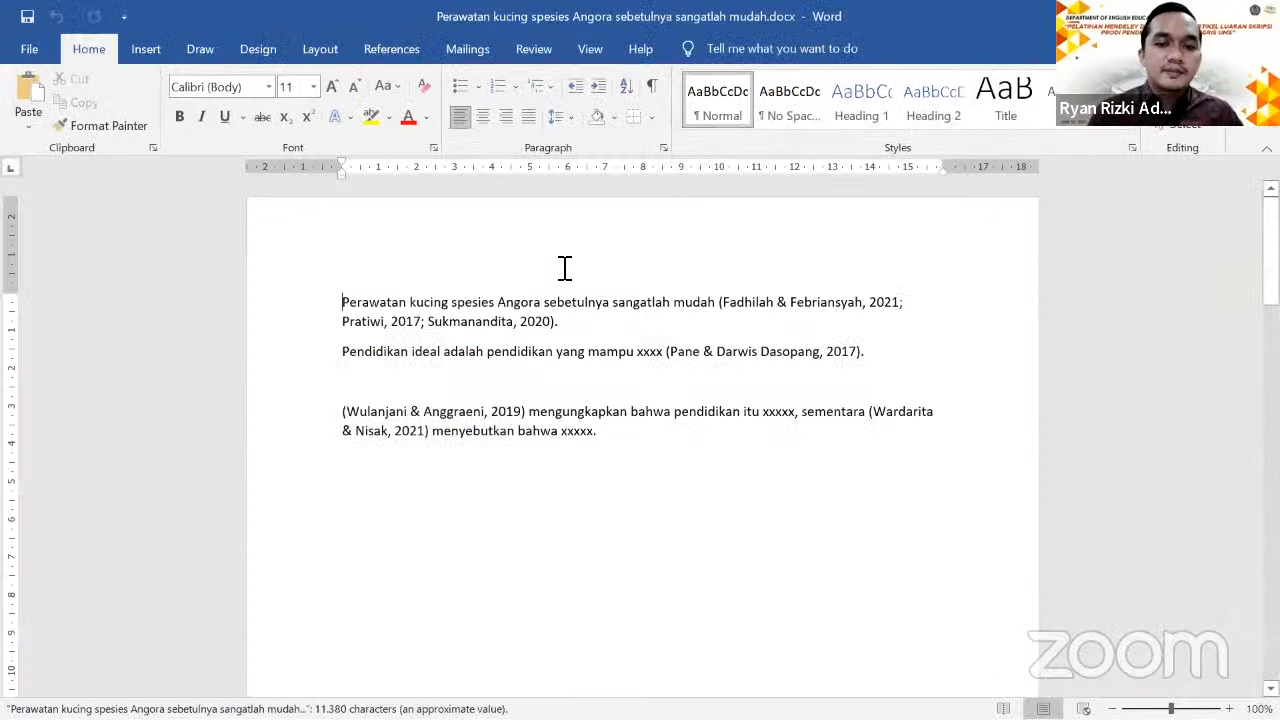 Perawatan kucing spesies Angora sebetulnya sangatlah mudah.docx - Word
File Home Insert Draw Design Layout References Mailings Review View Help Tell me what you want to do
Cut
Copy
Format Painter
Paste
Clipboard
Calibri (Body) 11
Font
Paragraph
AaBbCcDc AaBbCcDc AaBbCc AaBbCcC AaB
¶ Normal ¶ No Spac... Heading 1 Heading 2 Title
Styles
Editing
DEPARTMENT OF ENGLISH
Ryan Rizki Ad...
Perawatan kucing spesies Angora sebetulnya sangatlah mudah (Fadhilah & Febriansyah, 2021;
Pratiwi, 2017; Sukmanandita, 2020).
Pendidikan ideal adalah pendidikan yang mampu xxxx (Pane & Darwis Dasopang, 2017).
(Wulanjani & Anggraeni, 2019) mengungkapkan bahwa pendidikan itu xxxxx, sementara (Wardarita
& Nisak, 2021) menyebutkan bahwa xxxxx.
zoom
"Perawatan kucing spesies Angora sebetulnya sangatlah mudah...": 11.380 characters (an approximate value).
100%